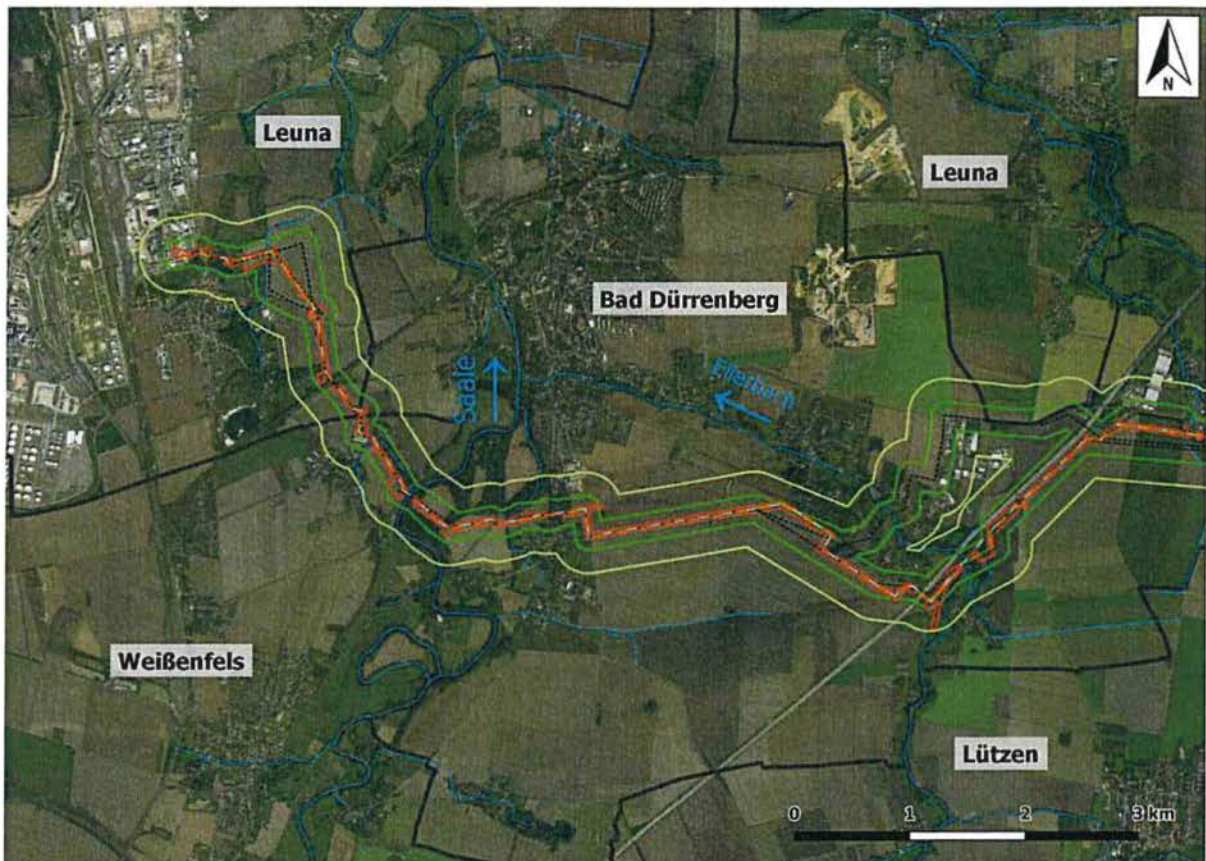 N
Leuna
Leuna
Bad Dürrenberg
Saale
Ellerbach
Weißenfels
Lützen
0 1 2 3 km